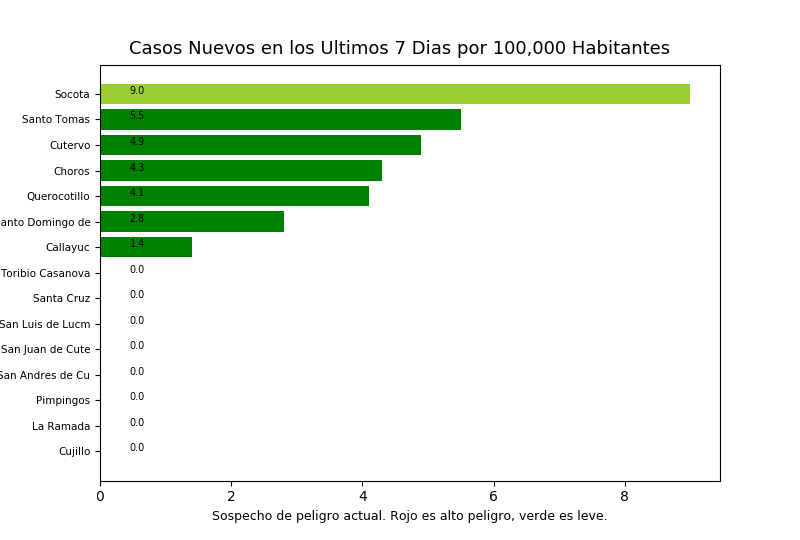 Casos Nuevos en los Ultimos 7 Dias por 100,000 Habitantes
Socota 9.0
Santo Tomas 5.5
Cutervo 4.9
Choros 4.3
Querocotillo 4.1
anto Domingo de 2.8
Callayuc 1.4
Toribio Casanova 0.0
Santa Cruz 0.0
San Luis de Lucm 0.0
San Juan de Cute 0.0
San Andres de Cu 0.0
Pimpingos 0.0
La Ramada 0.0
Cujillo 0.0
0 2 4 6 8
Sospecho de peligro actual. Rojo es alto peligro, verde es leve.